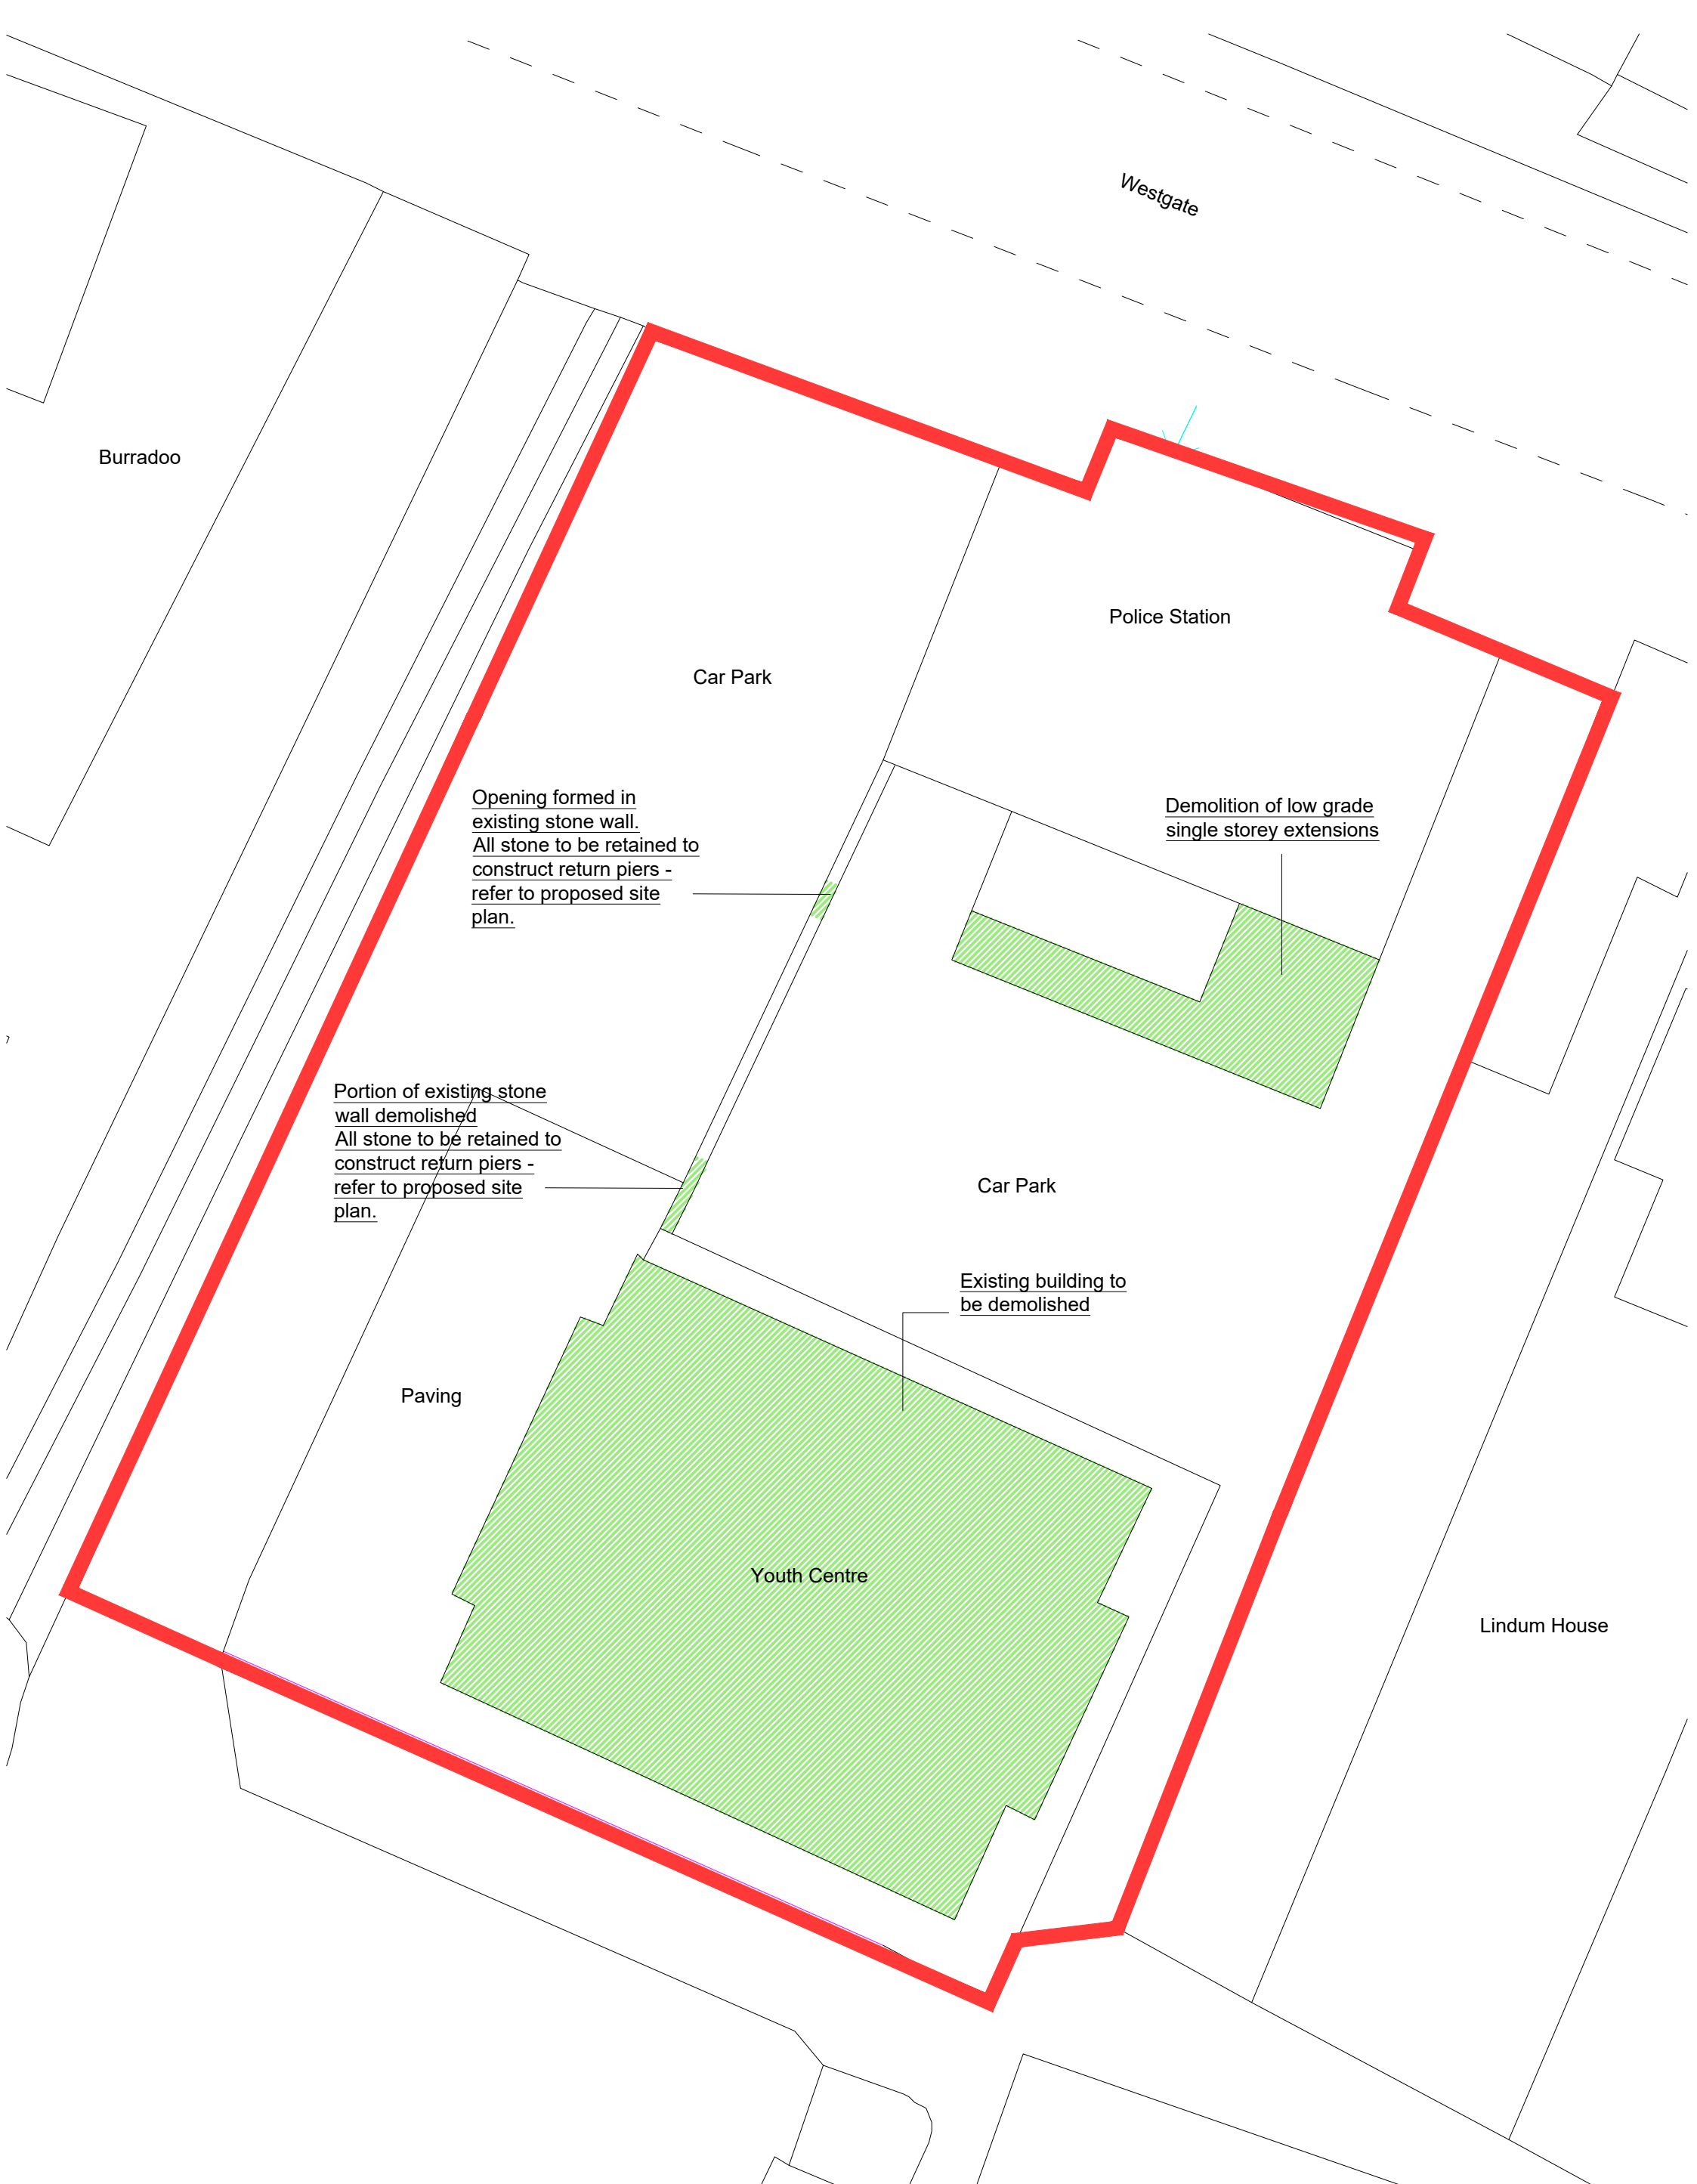 Westgate
Burradoo
Police Station
Car Park
Opening formed in
existing stone wall.
All stone to be retained to
construct return piers -
refer to proposed site
plan.
Demolition of low grade
single storey extensions
Portion of existing stone
wall demolished
All stone to be retained to
construct return piers -
refer to proposed site
plan.
Car Park
Existing building to
be demolished
Paving
Youth Centre
Lindum House